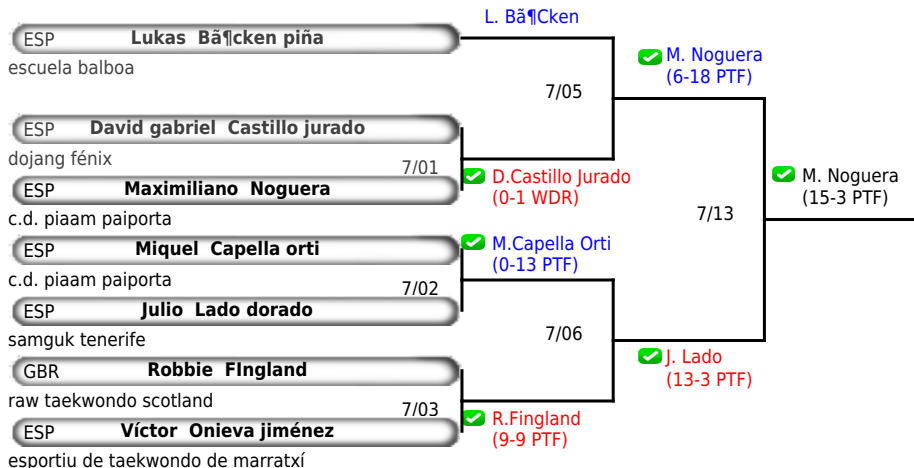 L. Bã¶Cken
ESP Lukas Bã¶cken piña
escuela balboa
M. Noguera
(6-18 PTF)
7/05
ESP David gabriel Castillo jurado
dojang fénix
7/01
D.Castillo Jurado
(0-1 WDR)
ESP Maximiliano Noguera
c.d. piaam paiporta
M. Noguera
(15-3 PTF)
7/13
ESP Miquel Capella orti
c.d. piaam paiporta
M.Capella Orti
(0-13 PTF)
7/02
ESP Julio Lado dorado
samguk tenerife
7/06
J. Lado
(13-3 PTF)
GBR Robbie FIngland
raw taekwondo scotland
7/03
R.Fingland
(9-9 PTF)
ESP Víctor Onieva jiménez
esportiu de taekwondo de marratxí